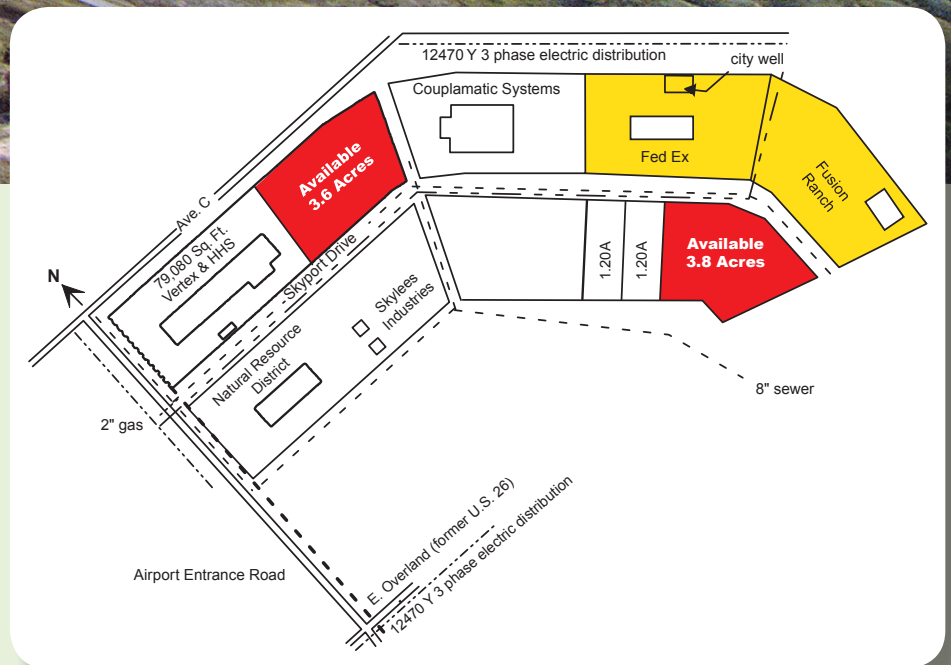 12470 Y 3 phase electric distribution
city well
Couplamatic Systems
Fed Ex
Fusion
Ranch
Available
3.6 Acres
Ave. C
79,080 Sq. Ft.
Vertex & HHS
Skyport Drive
N
1.20A
1.20A
Available
3.8 Acres
Skylees
Industries
Natural Resource
District
8" sewer
2" gas
E. Overland (former U.S. 26)
12470 Y 3 phase electric distribution
Airport Entrance Road